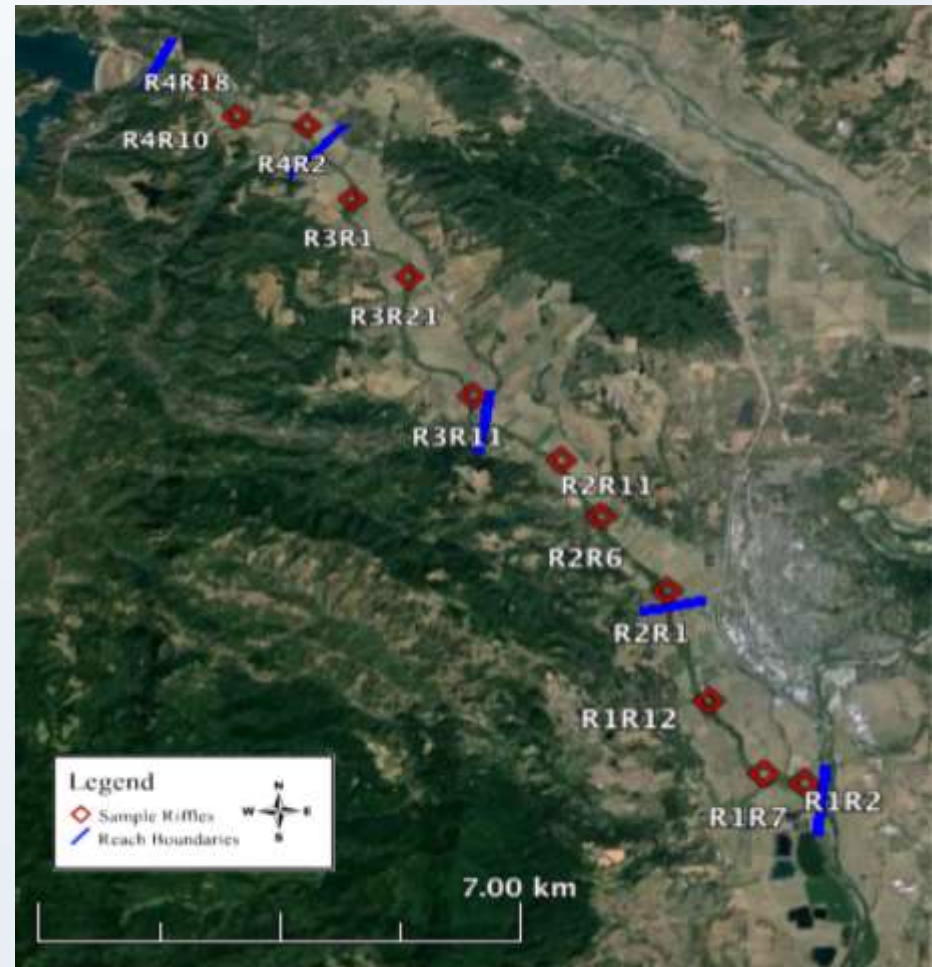 R4R18
R4R10
R4R2
R3R1
R3R21
R3R11
R2R11
R2R6
R2R1
R1R12
R1R7
R1R2
Legend
Sample Riffles
Reach Boundaries
N
W
E
S
7.00 km